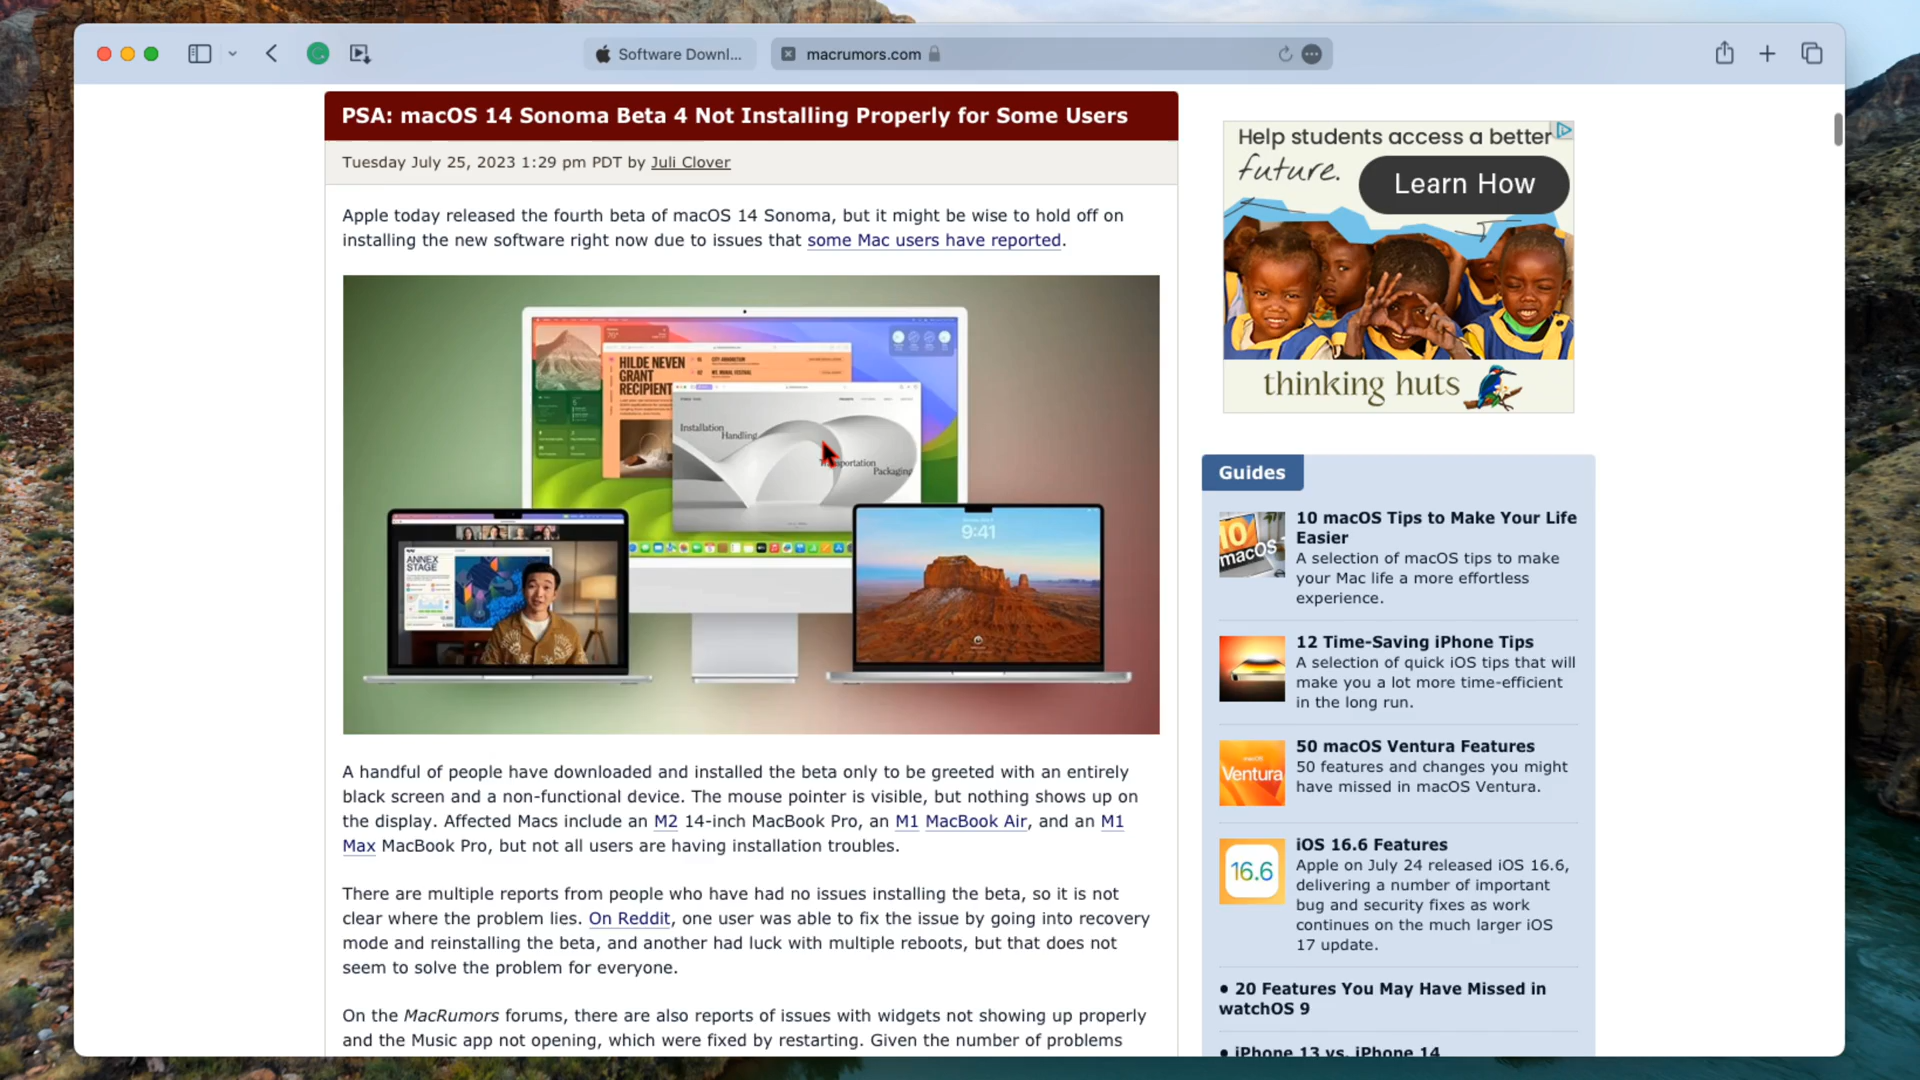 Software Downl...
macrumors.com
PSA: macOS 14 Sonoma Beta 4 Not Installing Properly for Some Users
Tuesday July 25, 2023 1:29 pm PDT by Juli Clover
Apple today released the fourth beta of macOS 14 Sonoma, but it might be wise to hold off on
installing the new software right now due to issues that some Mac users have reported.
HILDE NEVEN
GRANT
RECIPIENT
CITY ARBORETUM
Installation
Handling
Packaging
ANNEX
STAGE
9:41
A handful of people have downloaded and installed the beta only to be greeted with an entirely
black screen and a non-functional device. The mouse pointer is visible, but nothing shows up on
the display. Affected Macs include an M2 14-inch MacBook Pro, an M1 MacBook Air, and an M1
Max MacBook Pro, but not all users are having installation troubles.
There are multiple reports from people who have had no issues installing the beta, so it is not
clear where the problem lies. On Reddit, one user was able to fix the issue by going into recovery
mode and reinstalling the beta, and another had luck with multiple reboots, but that does not
seem to solve the problem for everyone.
On the MacRumors forums, there are also reports of issues with widgets not showing up properly
and the Music app not opening, which were fixed by restarting. Given the number of problems
Help students access a better
future.
Learn How
thinking huts
Guides
10
macOS
10 macOS Tips to Make Your Life
Easier
A selection of macOS tips to make
your Mac life a more effortless
experience.
12 Time-Saving iPhone Tips
A selection of quick iOS tips that will
make you a lot more time-efficient
in the long run.
macOS
Ventura
50 macOS Ventura Features
50 features and changes you might
have missed in macOS Ventura.
16.6
iOS 16.6 Features
Apple on July 24 released iOS 16.6,
delivering a number of important
bug and security fixes as work
continues on the much larger iOS
17 update.
• 20 Features You May Have Missed in
watchOS 9
• iPhone 13 vs. iPhone 14